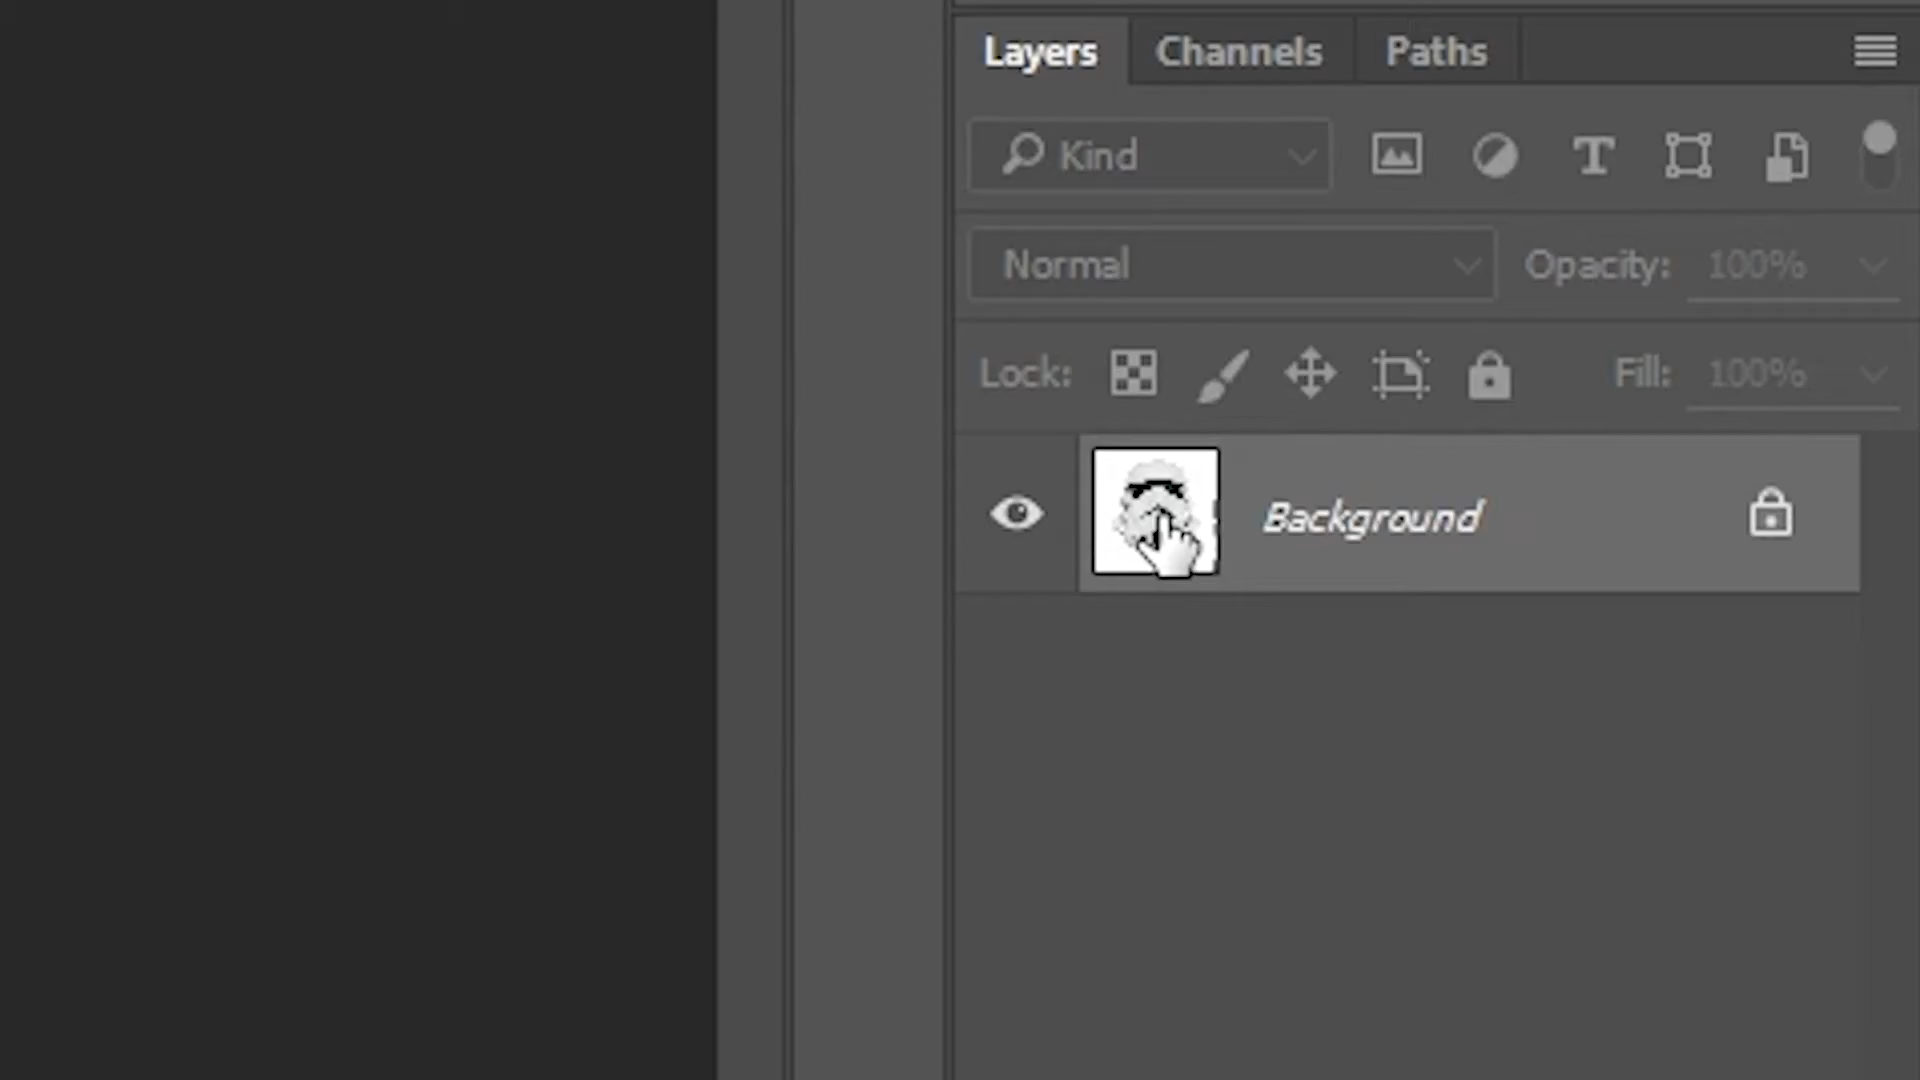 Layers Channels Paths
Kind
Normal Opacity: 100%
Lock: Fill: 100%
Background